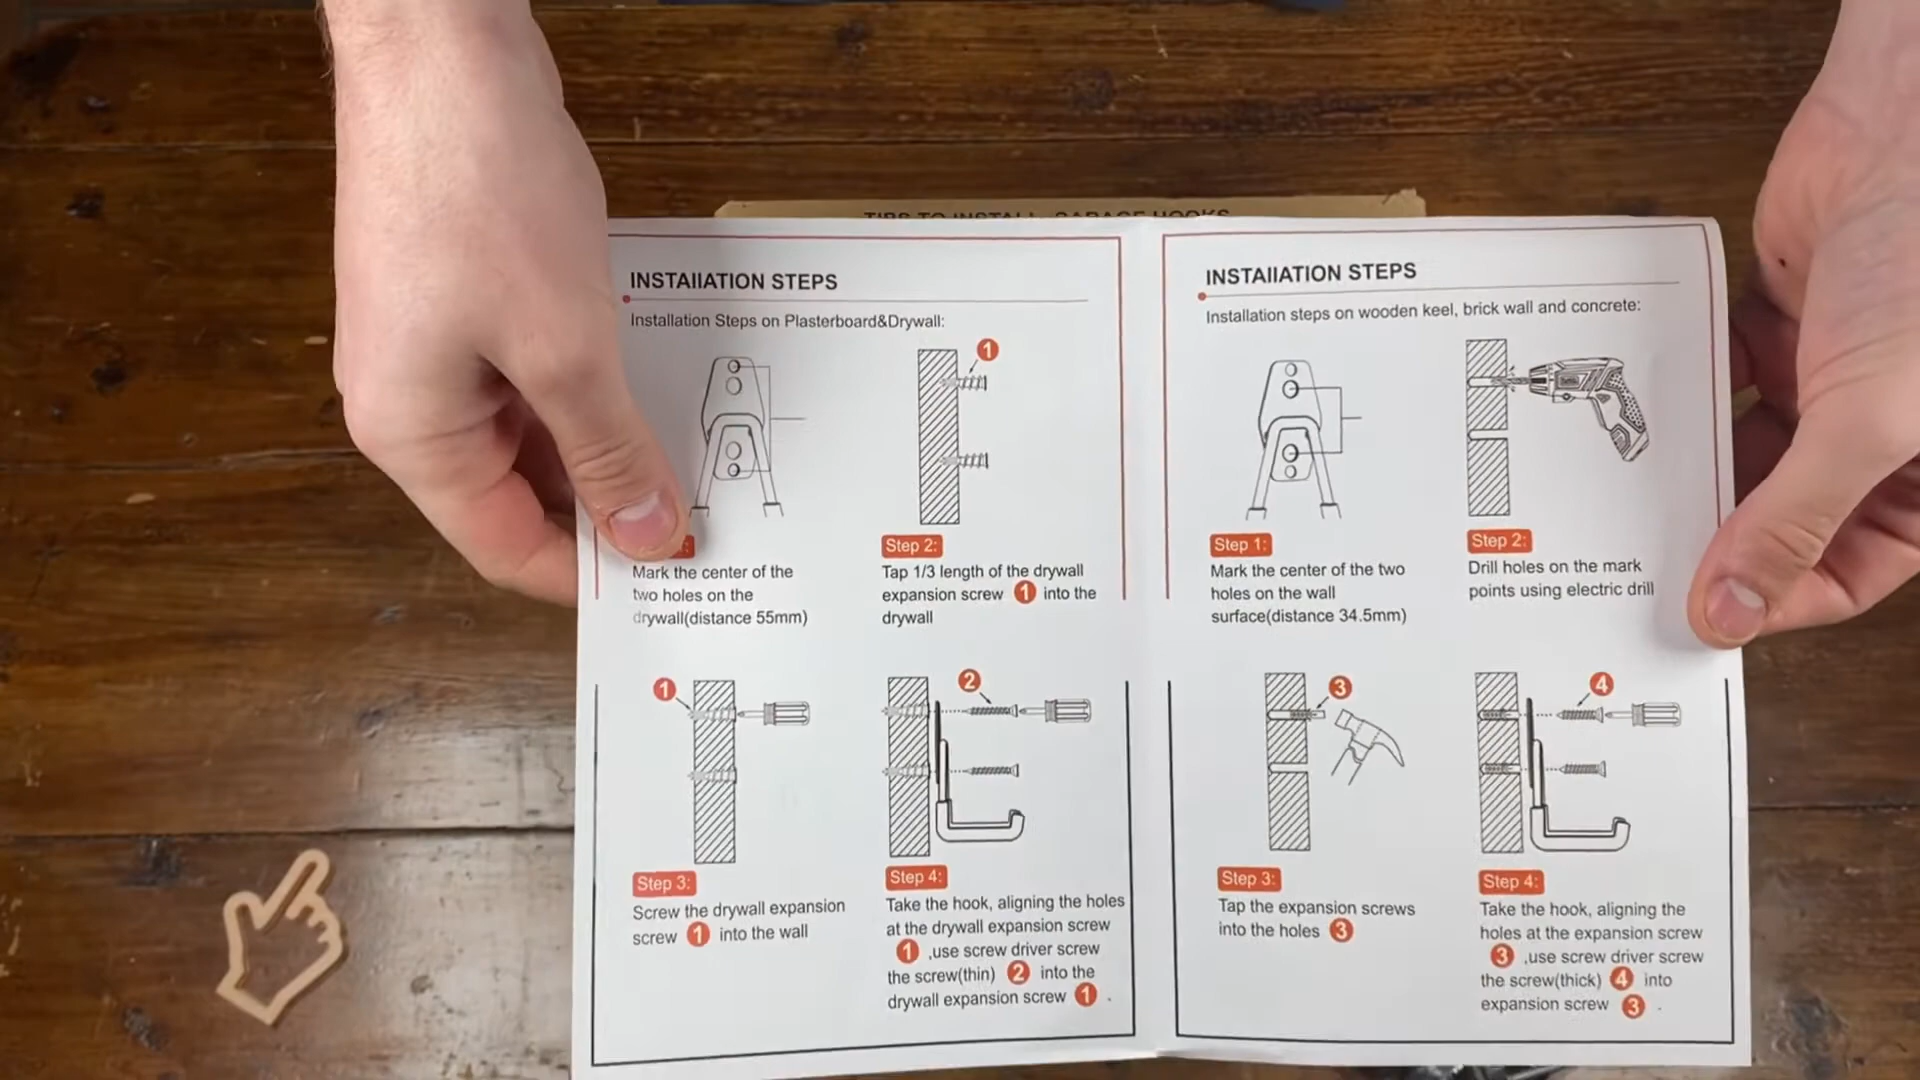 TIPS TO INSTALL GARAGE HOOKS
INSTAllATION STEPS
Installation Steps on Plasterboard&Drywall:
1
Mark the center of the
two holes on the
drywall(distance 55mm)
Step 2:
Tap 1/3 length of the drywall
expansion screw 1 into the
drywall
1
2
Step 3:
Screw the drywall expansion
screw 1 into the wall
Step 4:
Take the hook, aligning the holes
at the drywall expansion screw
1 ,use screw driver screw
the screw(thin) 2 into the
drywall expansion screw 1 .
INSTAllATION STEPS
Installation steps on wooden keel, brick wall and concrete:
Step 1:
Mark the center of the two
holes on the wall
surface(distance 34.5mm)
Step 2:
Drill holes on the mark
points using electric drill
3
4
Step 3:
Tap the expansion screws
into the holes 3
Step 4:
Take the hook, aligning the
holes at the expansion screw
3 ,use screw driver screw
the screw(thick) 4 into
expansion screw 3 .